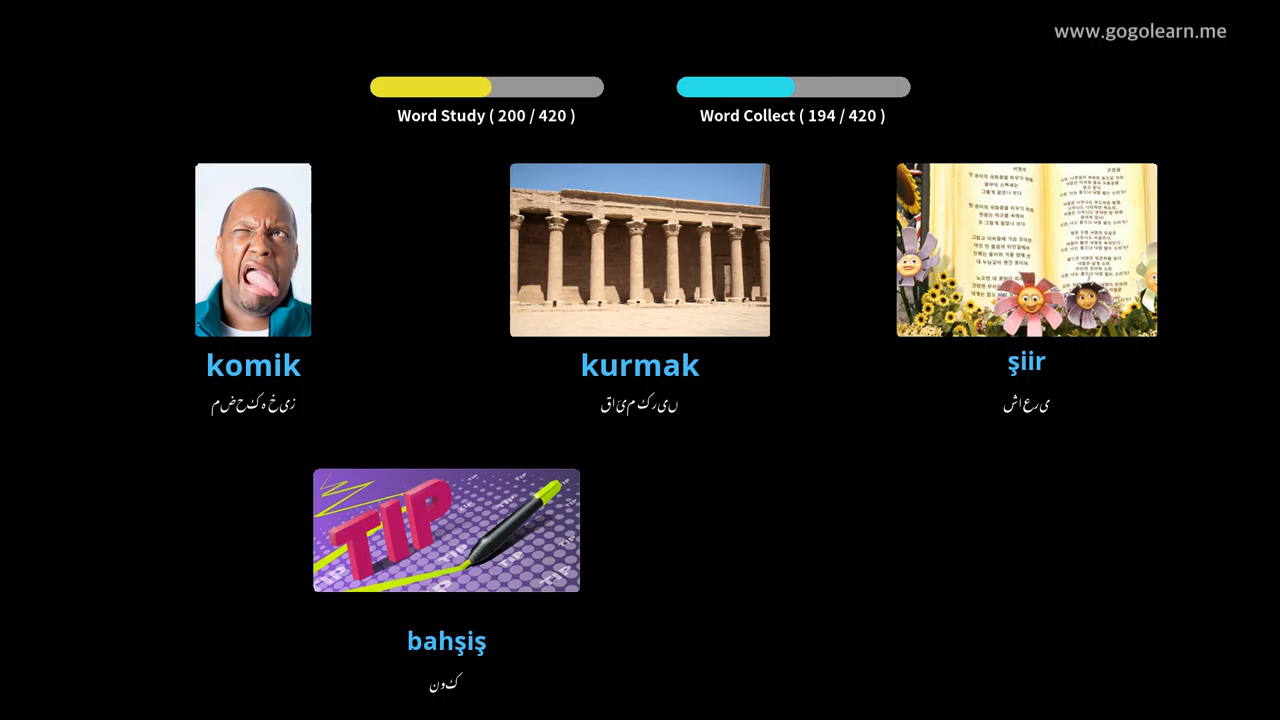 www.gogolearn.me
Word Study ( 200 / 420 )
Word Collect ( 194 / 420 )
komik
kurmak
şiir
مضحکہ خیز
قائم کریں
شاعری
TIP
bahşiş
نوک